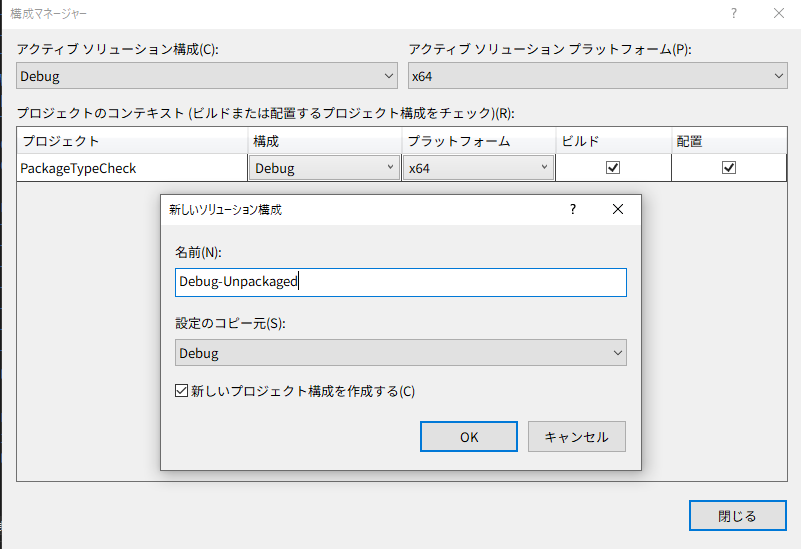 構成マネージャー
アクティブ ソリューション構成(C):
アクティブ ソリューション プラットフォーム(P):
Debug
x64
プロジェクトのコンテキスト (ビルドまたは配置するプロジェクト構成をチェック)(R):
プロジェクト 構成 プラットフォーム ビルド 配置
PackageTypeCheck Debug x64
新しいソリューション構成
名前(N):
Debug-Unpackaged
設定のコピー元(S):
Debug
新しいプロジェクト構成を作成する(C)
OK キャンセル
閉じる